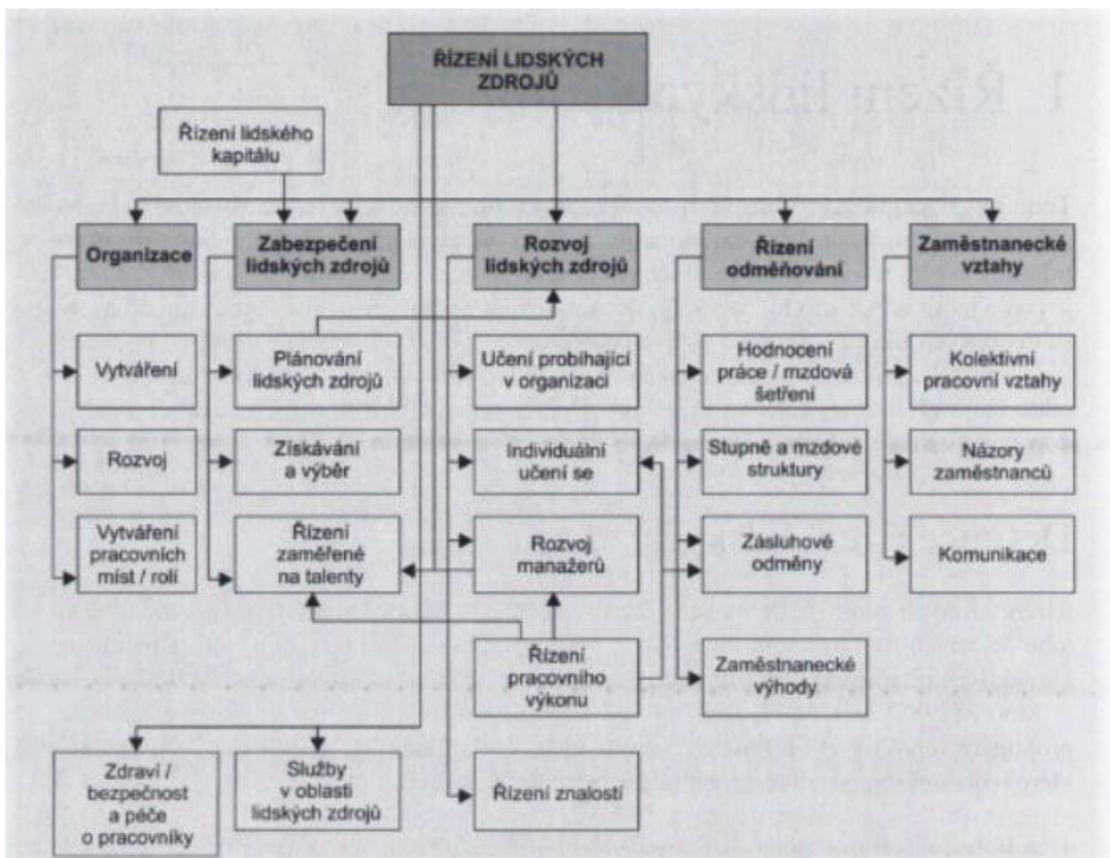 1 Řízení lidských
ŘÍZENÍ LIDSKÝCH
ZDROJŮ
Řízení lidského
kapitálu
Organizace
Zabezpečení
lidských zdrojů
Rozvoj
lidských zdrojů
Řízení
odměňování
Zaměstnanecké
vztahy
Vytváření
Plánování
lidských zdrojů
Učení probíhající
v organizaci
Hodnocení
práce / mzdová
šetření
Kolektivní
pracovní vztahy
Rozvoj
Získávání
a výběr
Individuální
učení se
Stupně a mzdové
struktury
Názory
zaměstnanců
Vytváření
pracovních
míst / rolí
Řízení
zaměřené
na talenty
Rozvoj
manažerů
Zásluhové
odměny
Komunikace
Řízení
pracovního
výkonu
Zaměstnanecké
výhody
Zdraví /
bezpečnost
a péče
o pracovníky
Služby
v oblasti
lidských zdrojů
Řízení znalostí